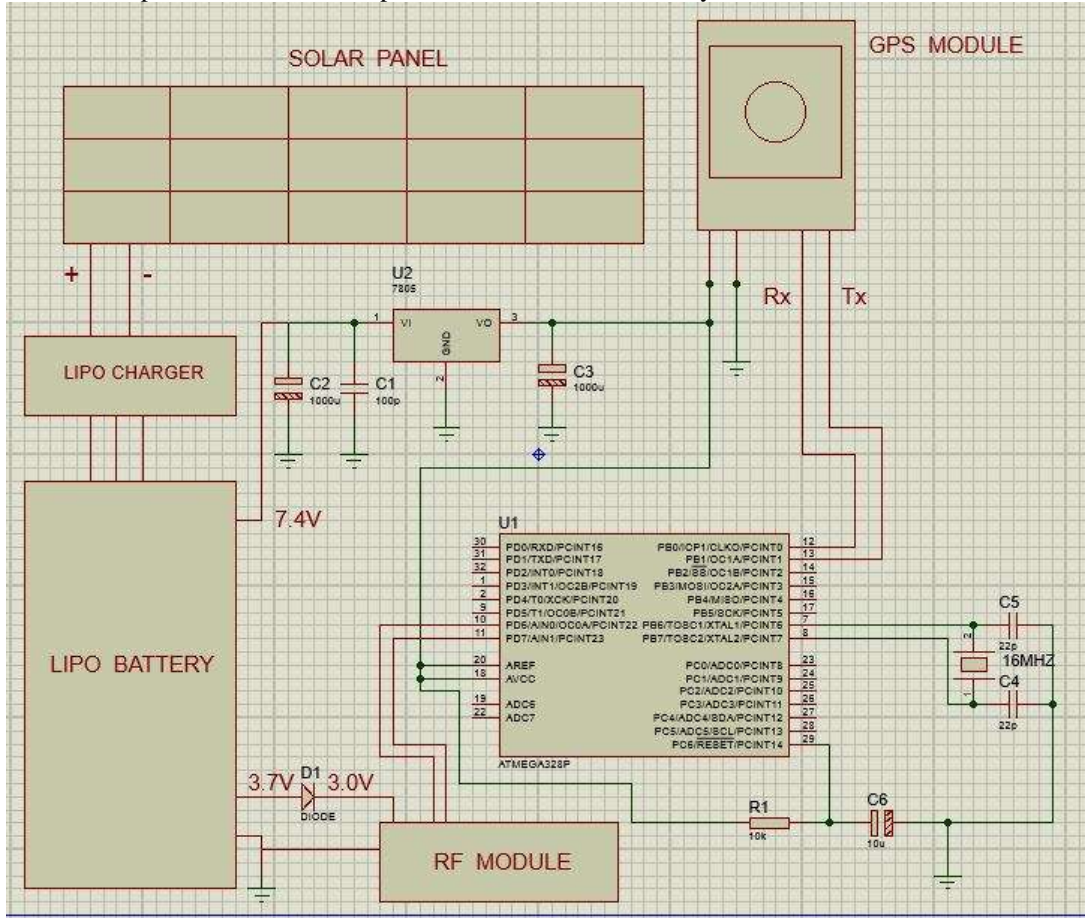 SOLAR PANEL
GPS MODULE
+
-
Rx
Tx
U2
7805
1
VI
VO
3
GND
2
LIPO CHARGER
C2
1000u
C1
100p
C3
1000u
7.4V
LIPO BATTERY
U1
30
PD0/RXD/PCINT16
31
PD1/TXD/PCINT17
32
PD2/INT0/PCINT18
1
PD3/INT1/OC2B/PCINT19
2
PD4/T0/XCK/PCINT20
9
PD5/T1/OC0B/PCINT21
10
PD6/AIN0/OC0A/PCINT22
11
PD7/AIN1/PCINT23
20
AREF
18
AVCC
19
ADC6
22
ADC7
PB0/ICP1/CLKO/PCINT0
12
PB1/OC1A/PCINT1
13
PB2/SS/OC1B/PCINT2
14
PB3/MOSI/OC2A/PCINT3
15
PB4/MISO/PCINT4
16
PB5/SCK/PCINT5
17
PB6/TOSC1/XTAL1/PCINT6
7
PB7/TOSC2/XTAL2/PCINT7
8
PC0/ADC0/PCINT8
23
PC1/ADC1/PCINT9
24
PC2/ADC2/PCINT10
25
PC3/ADC3/PCINT11
26
PC4/ADC4/SDA/PCINT12
27
PC5/ADC5/SCL/PCINT13
28
PC6/RESET/PCINT14
29
ATMEGA328P
C5
22p
2
16MHZ
1
C4
22p
3.7V
D1
3.0V
DIODE
R1
10k
C6
10u
RF MODULE